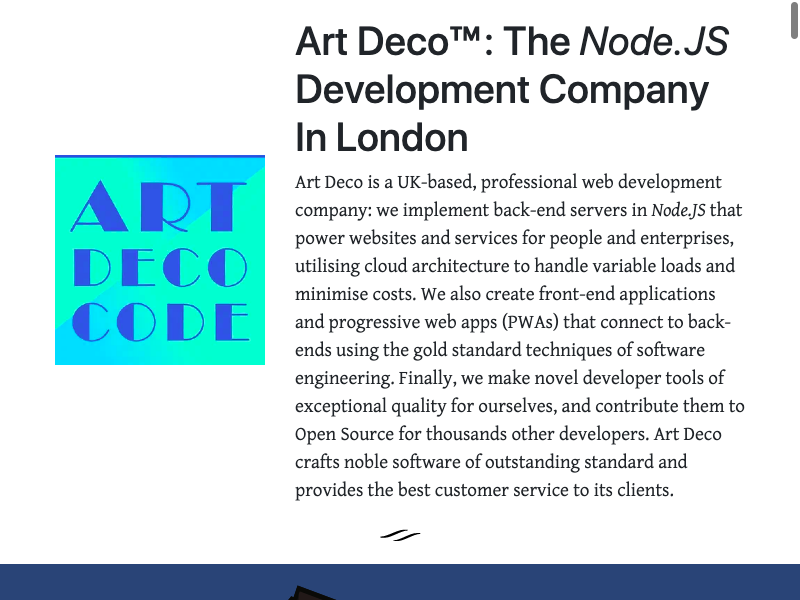 Art Deco™: The Node.JS
Development Company
In London
ART
DECO
CODE
Art Deco is a UK-based, professional web development
company: we implement back-end servers in Node.JS that
power websites and services for people and enterprises,
utilising cloud architecture to handle variable loads and
minimise costs. We also create front-end applications
and progressive web apps (PWAs) that connect to back-
ends using the gold standard techniques of software
engineering. Finally, we make novel developer tools of
exceptional quality for ourselves, and contribute them to
Open Source for thousands other developers. Art Deco
crafts noble software of outstanding standard and
provides the best customer service to its clients.